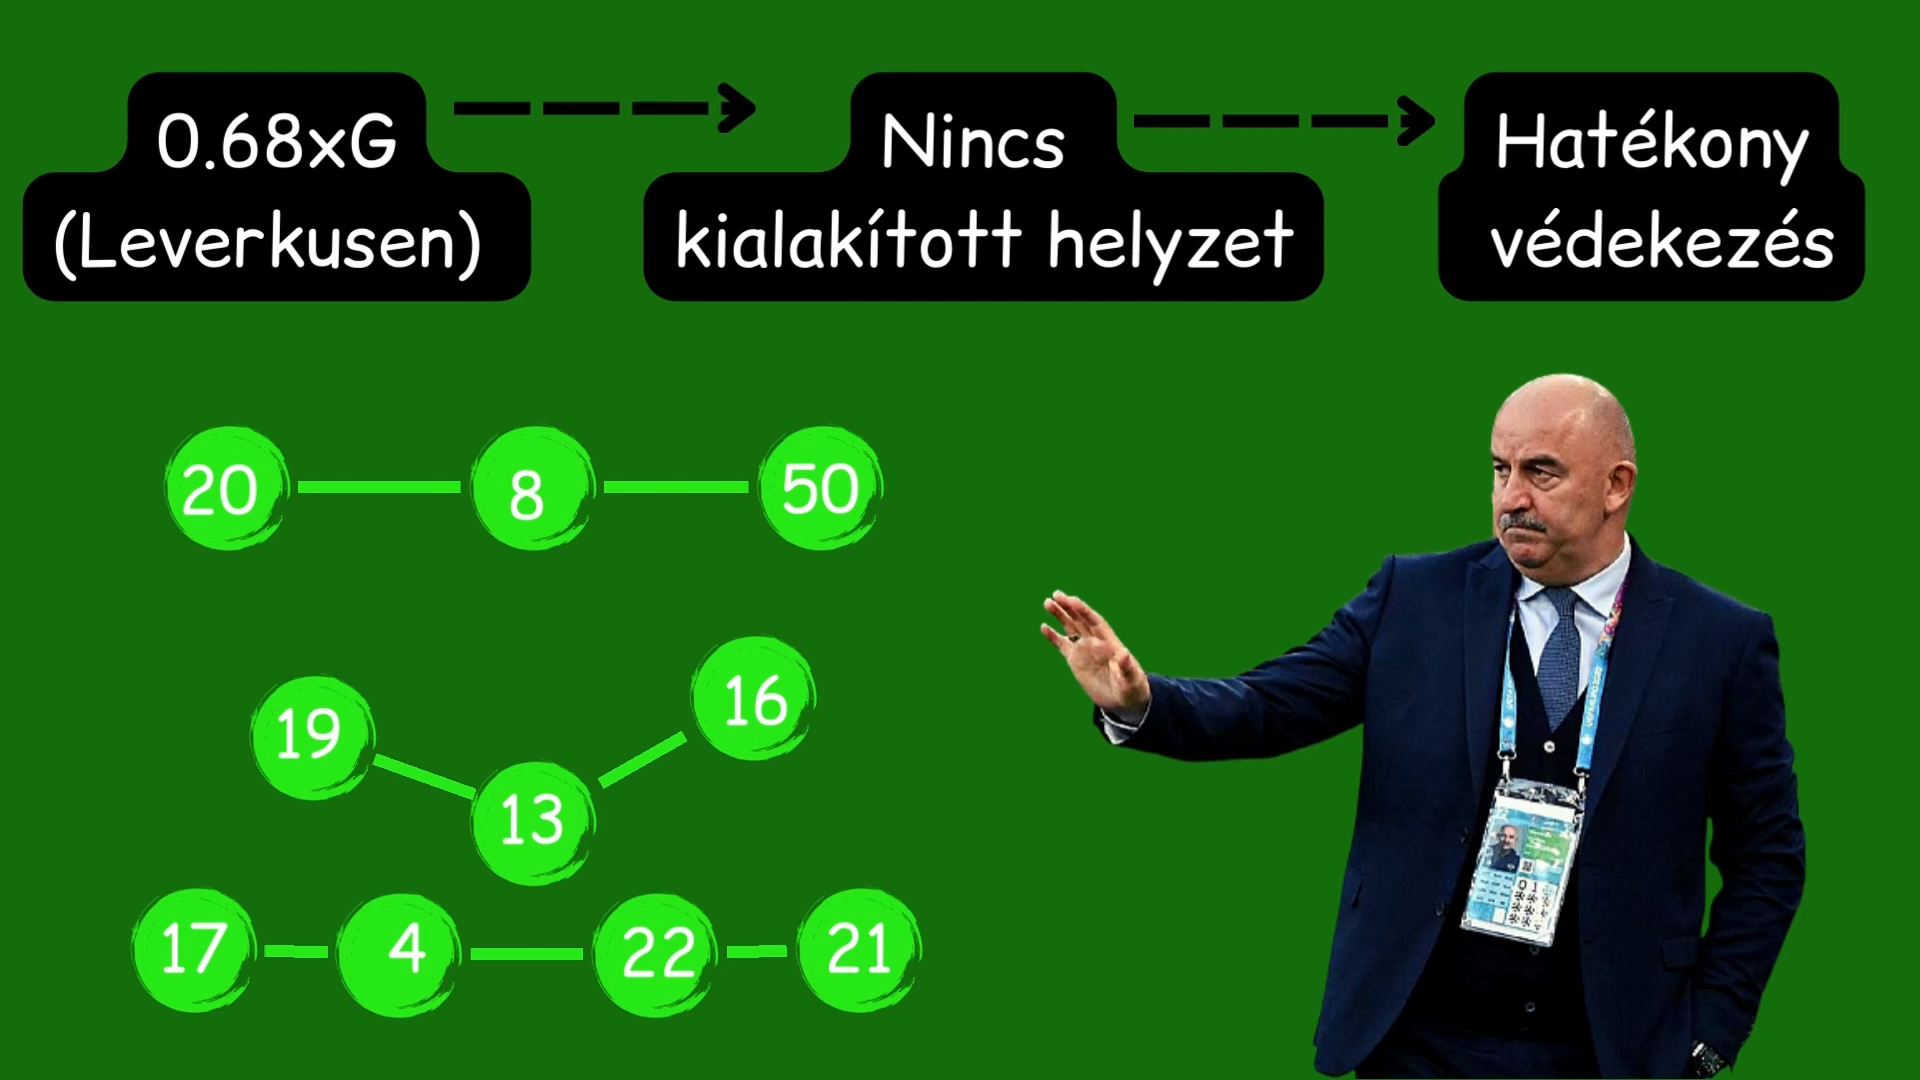 0.68xG
(Leverkusen)
Nincs
kialakított helyzet
Hatékony
védekezés
20
8
50
19
16
13
17
4
22
21